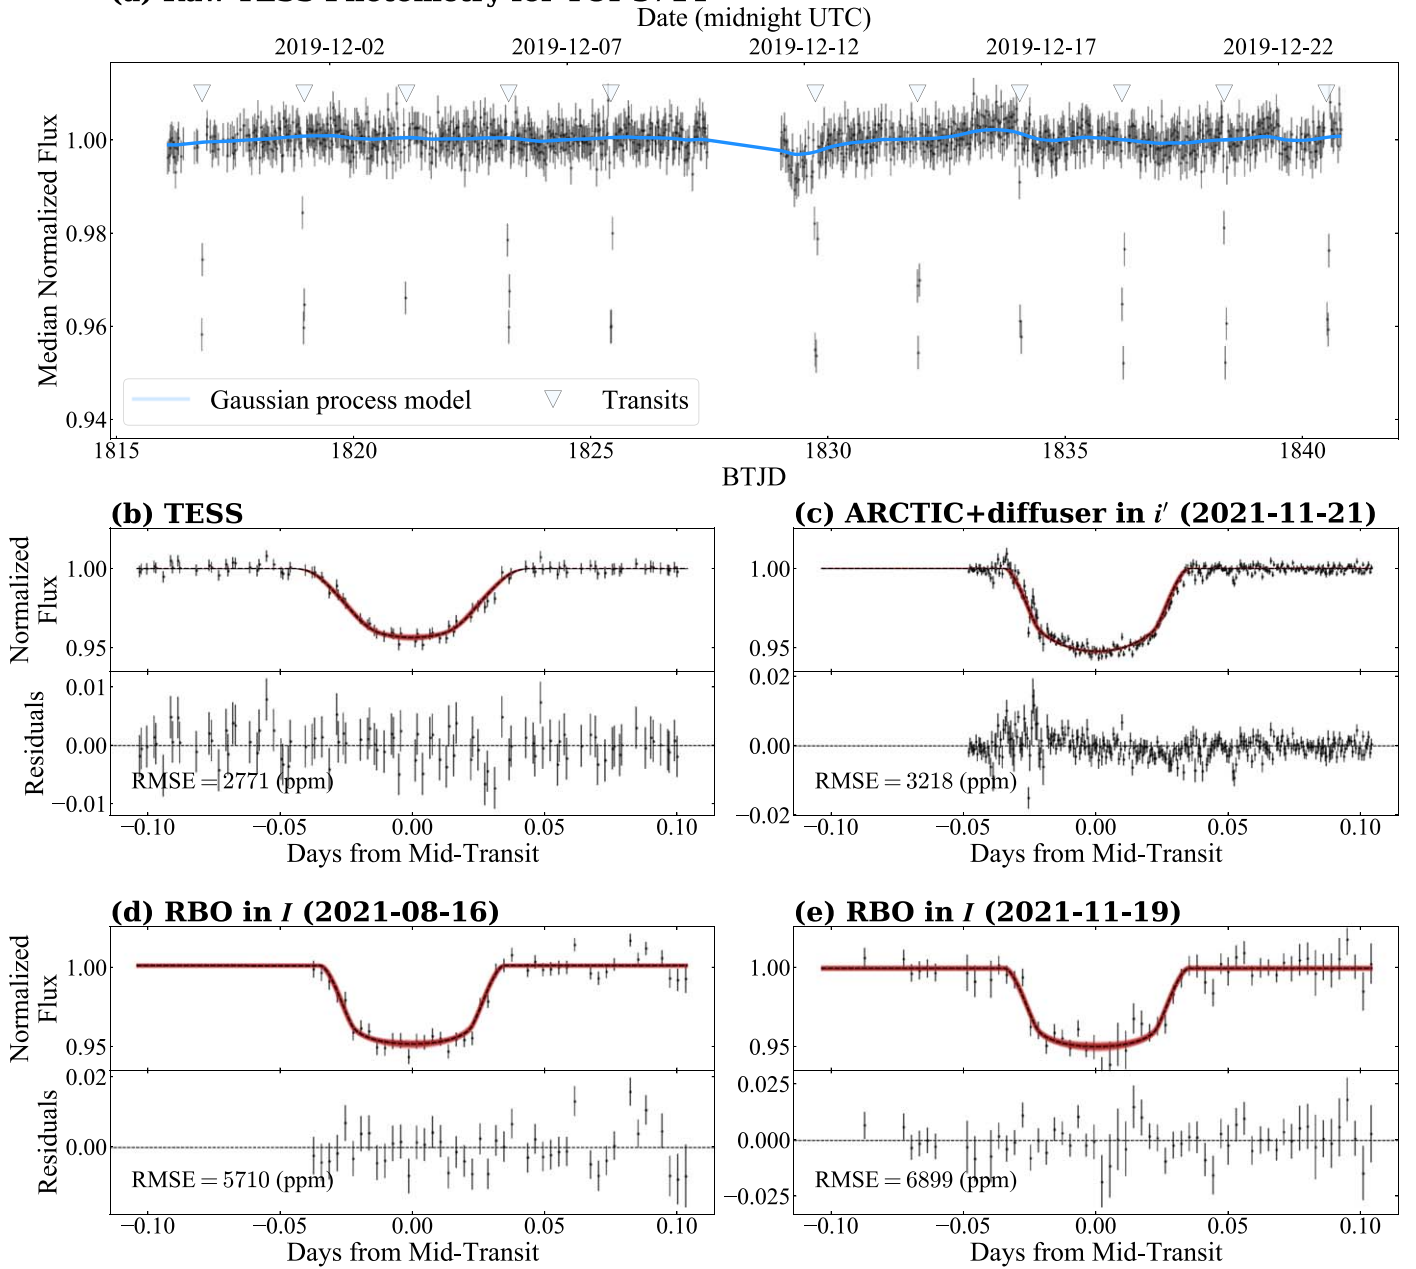 Date (midnight UTC)
2019-12-02 2019-12-07 2019-12-12 2019-12-17 2019-12-22
1.00
0.98
0.96
0.94
Median Normalized Flux
Gaussian process model Transits
1815 1820 1825 1830 1835 1840
BTJD
(b) TESS
1.00
0.95
Normalized
Flux
0.01
0.00
−0.01
Residuals
RMSE = 2771 (ppm)
−0.10 −0.05 0.00 0.05 0.10
Days from Mid-Transit
(c) ARCTIC+diffuser in i′ (2021-11-21)
1.00
0.95
0.02
0.00
−0.02
RMSE = 3218 (ppm)
−0.10 −0.05 0.00 0.05 0.10
Days from Mid-Transit
(d) RBO in I (2021-08-16)
1.00
0.95
Normalized
Flux
0.02
0.00
Residuals
RMSE = 5710 (ppm)
−0.10 −0.05 0.00 0.05 0.10
Days from Mid-Transit
(e) RBO in I (2021-11-19)
1.00
0.95
0.025
0.000
−0.025
RMSE = 6899 (ppm)
−0.10 −0.05 0.00 0.05 0.10
Days from Mid-Transit